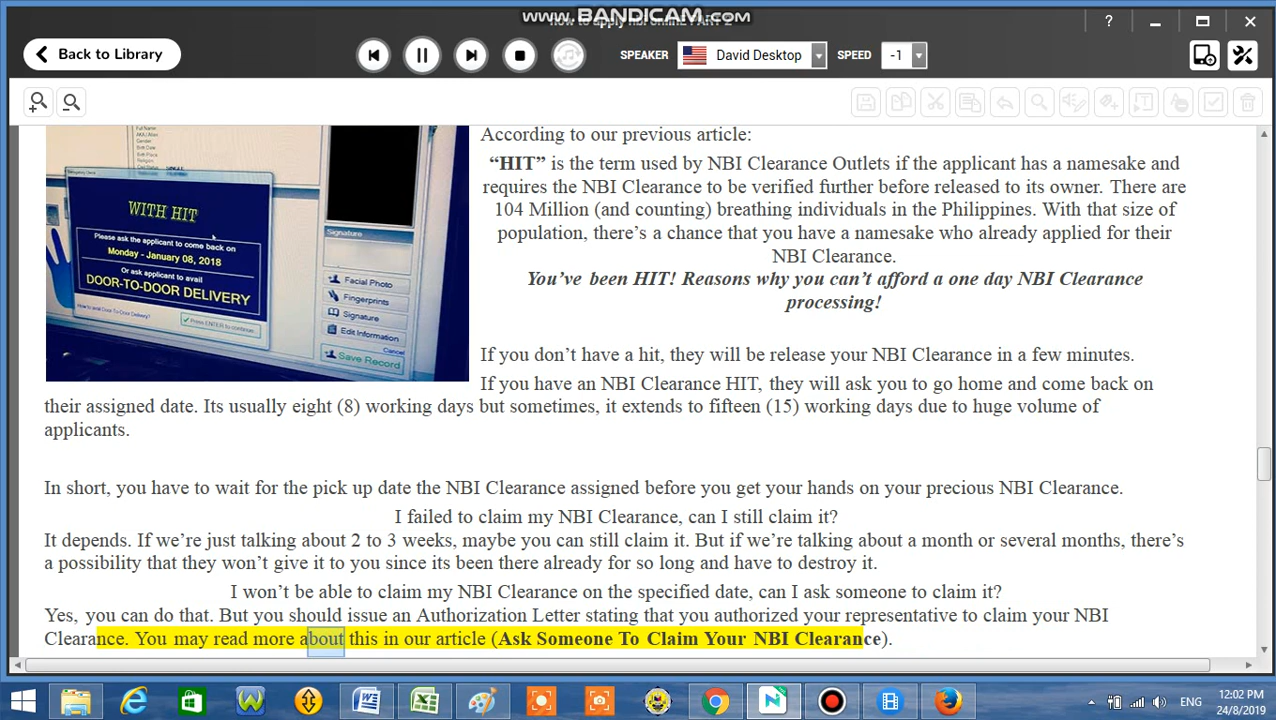 www.BANDICAM.com
how to apply nbi online PART 2
Back to Library
SPEAKER
David Desktop
SPEED
-1
WITH HIT
Please ask the applicant to come back on
Monday - January 08, 2018
Or ask applicant to avail
DOOR-TO-DOOR DELIVERY
Press ENTER to continue
Signature
Facial Photo
Fingerprints
Signature
Edit Information
Cancel
Save Record
According to our previous article:
“HIT” is the term used by NBI Clearance Outlets if the applicant has a namesake and
requires the NBI Clearance to be verified further before released to its owner. There are
104 Million (and counting) breathing individuals in the Philippines. With that size of
population, there’s a chance that you have a namesake who already applied for their
NBI Clearance.
You’ve been HIT! Reasons why you can’t afford a one day NBI Clearance
processing!
If you don’t have a hit, they will be release your NBI Clearance in a few minutes.
If you have an NBI Clearance HIT, they will ask you to go home and come back on
their assigned date. Its usually eight (8) working days but sometimes, it extends to fifteen (15) working days due to huge volume of
applicants.
In short, you have to wait for the pick up date the NBI Clearance assigned before you get your hands on your precious NBI Clearance.
I failed to claim my NBI Clearance, can I still claim it?
It depends. If we’re just talking about 2 to 3 weeks, maybe you can still claim it. But if we’re talking about a month or several months, there’s
a possibility that they won’t give it to you since its been there already for so long and have to destroy it.
I won’t be able to claim my NBI Clearance on the specified date, can I ask someone to claim it?
Yes, you can do that. But you should issue an Authorization Letter stating that you authorized your representative to claim your NBI
Clearance. You may read more about this in our article (Ask Someone To Claim Your NBI Clearance).
ENG
12:02 PM
24/8/2019